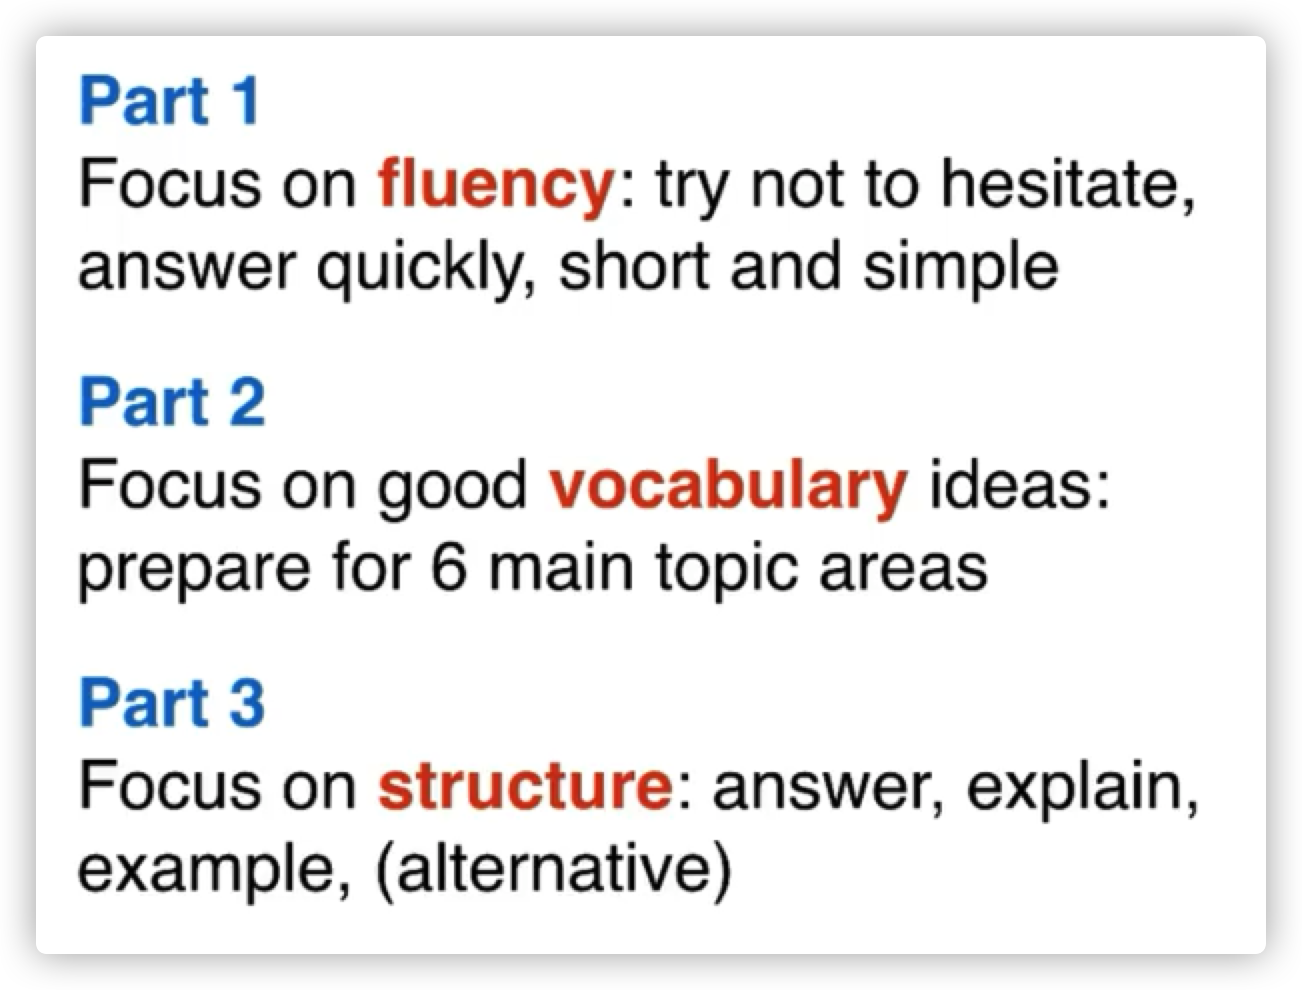 Part 1
Focus on fluency: try not to hesitate,
answer quickly, short and simple
Part 2
Focus on good vocabulary ideas:
prepare for 6 main topic areas
Part 3
Focus on structure: answer, explain,
example, (alternative)